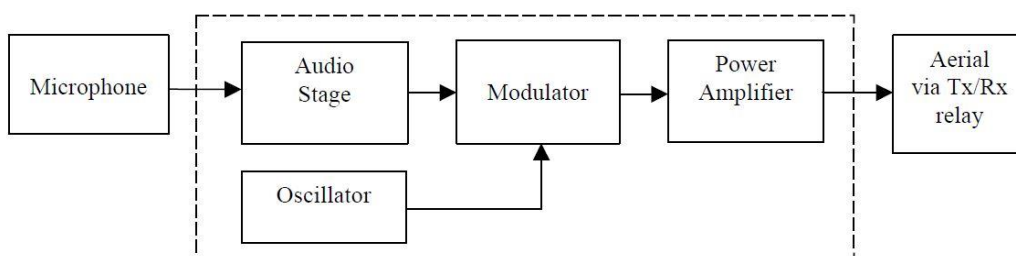 Microphone
Audio
Stage
Modulator
Power
Amplifier
Aerial
via Tx/Rx
relay
Oscillator